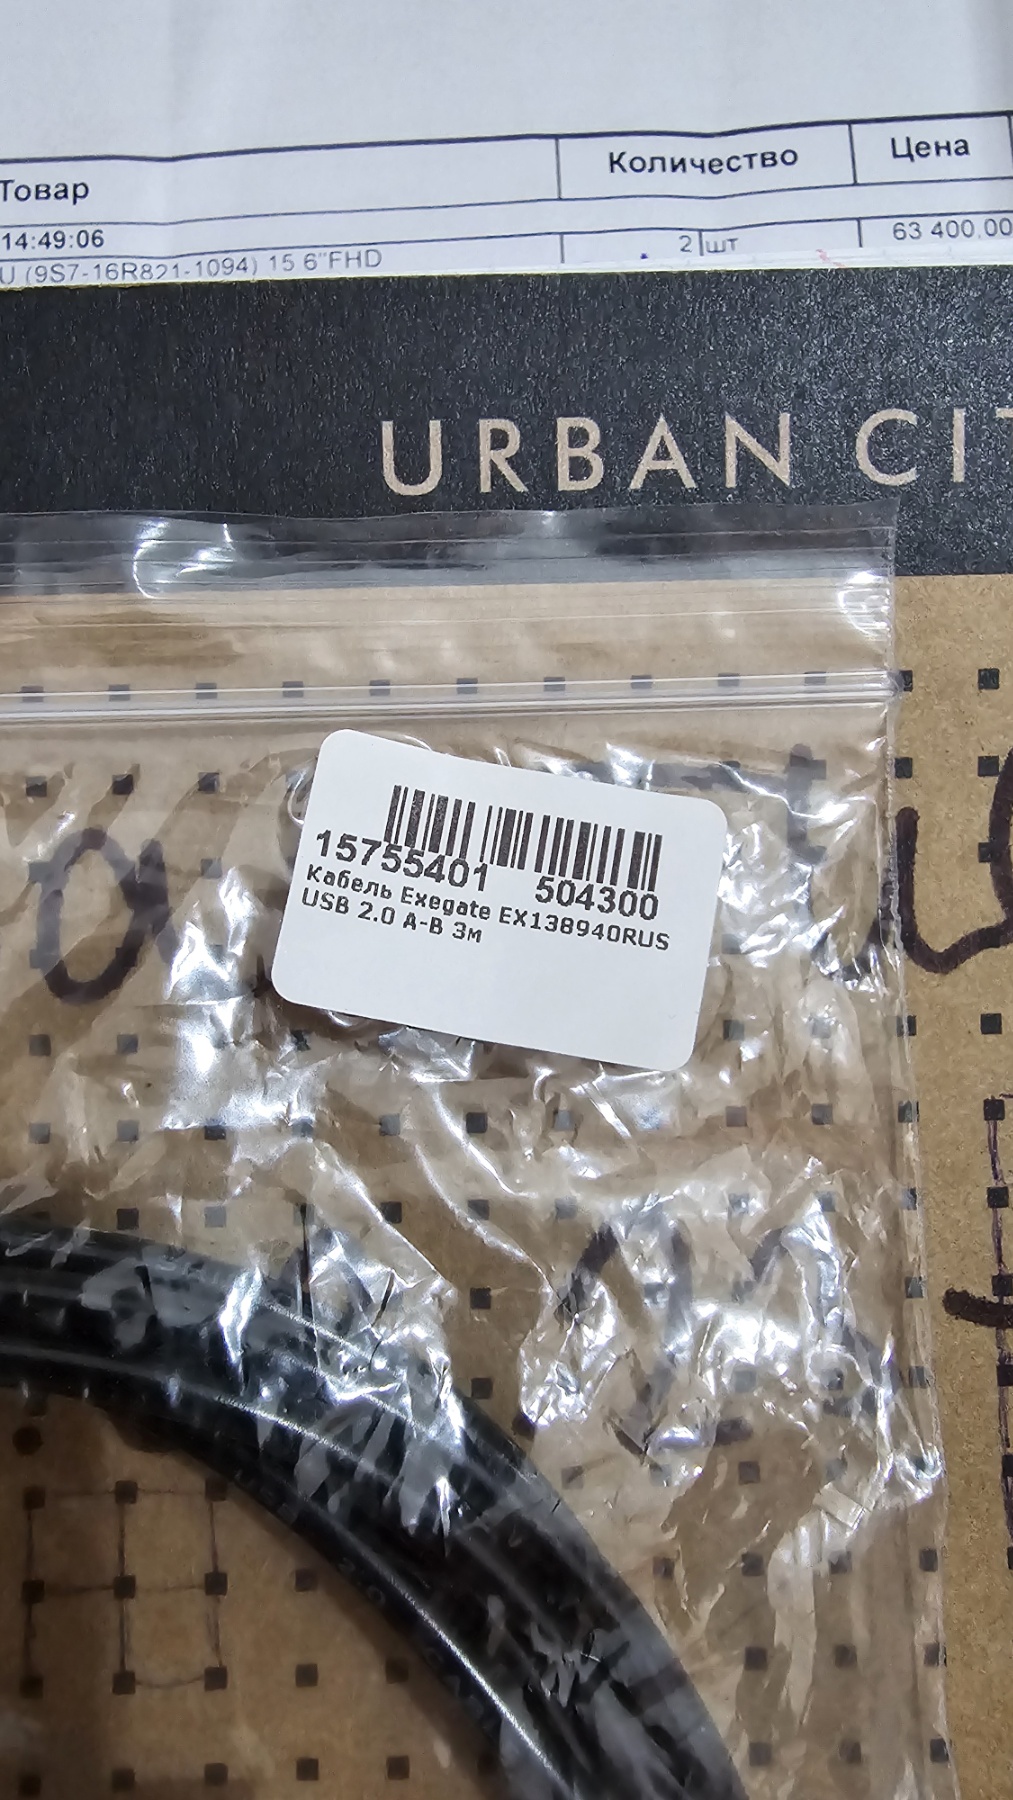 Товар Количество Цена
14:49:06
U (9S7-16R821-1094) 15 6"FHD 2 шт 63 400,00
URBAN CIT
15755401 504300
Кабель Exegate EX138940RUS
USB 2.0 A-B 3м